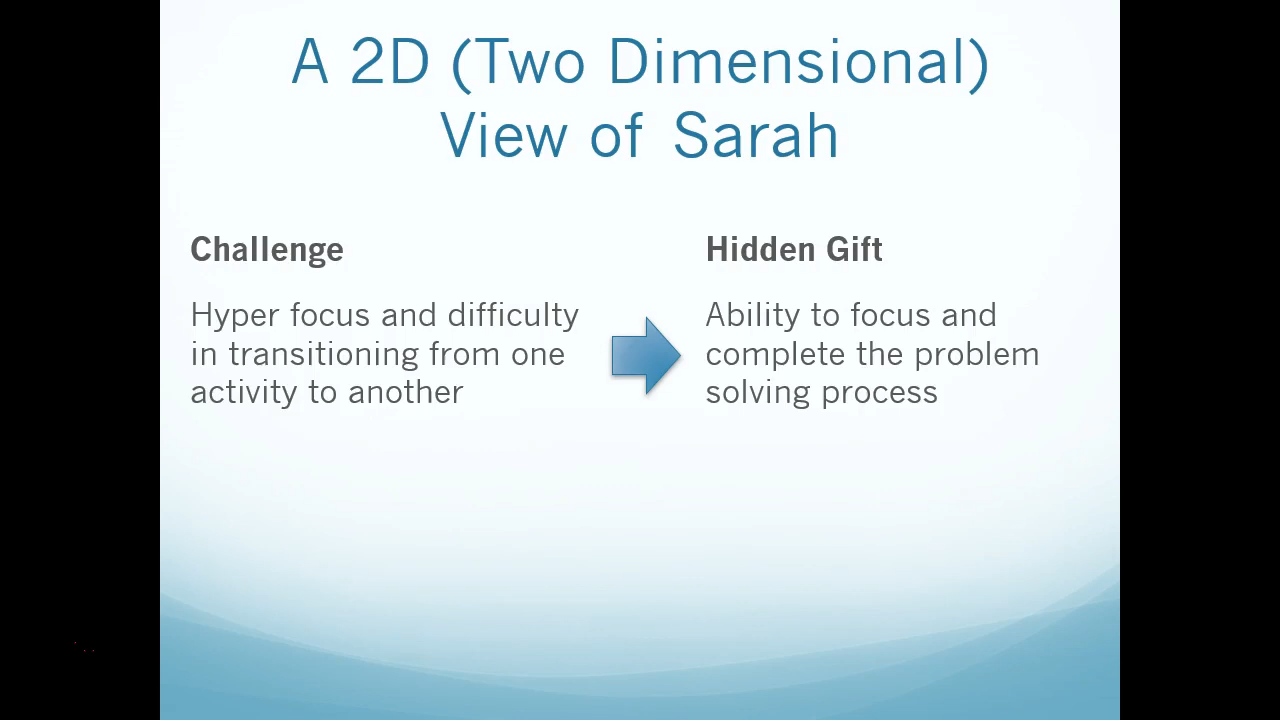 A 2D (Two Dimensional)
View of Sarah
Challenge
Hyper focus and difficulty
in transitioning from one
activity to another
Hidden Gift
Ability to focus and
complete the problem
solving process